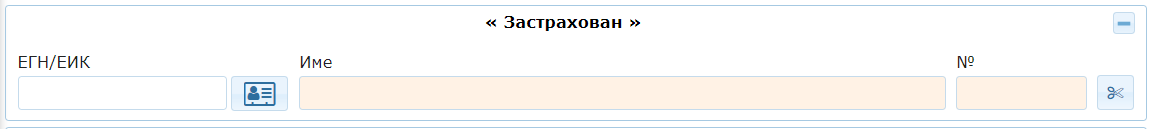 « Застрахован »
ЕГН/ЕИК Име №